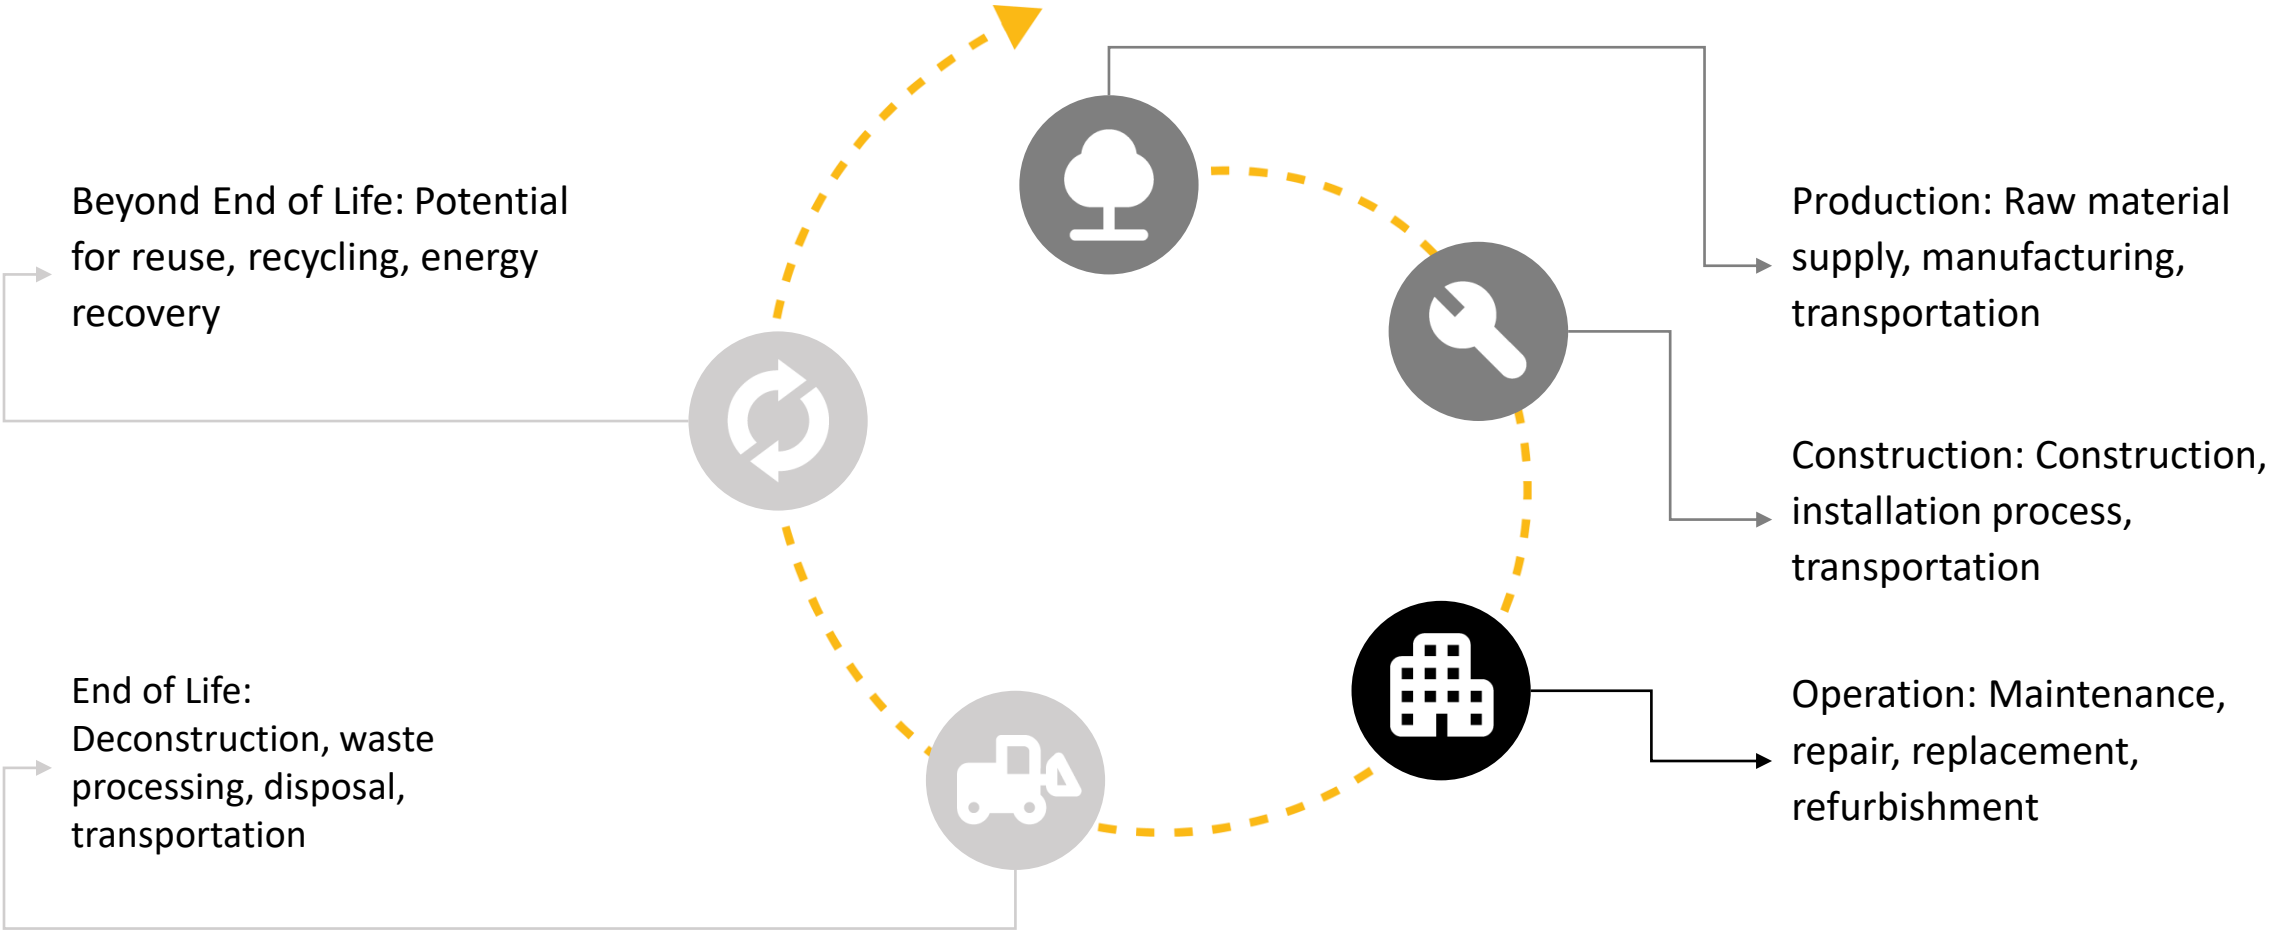 Beyond End of Life: Potential
for reuse, recycling, energy
recovery
End of Life:
Deconstruction, waste
processing, disposal,
transportation
Production: Raw material
supply, manufacturing,
transportation
Construction: Construction,
installation process,
transportation
Operation: Maintenance,
repair, replacement,
refurbishment